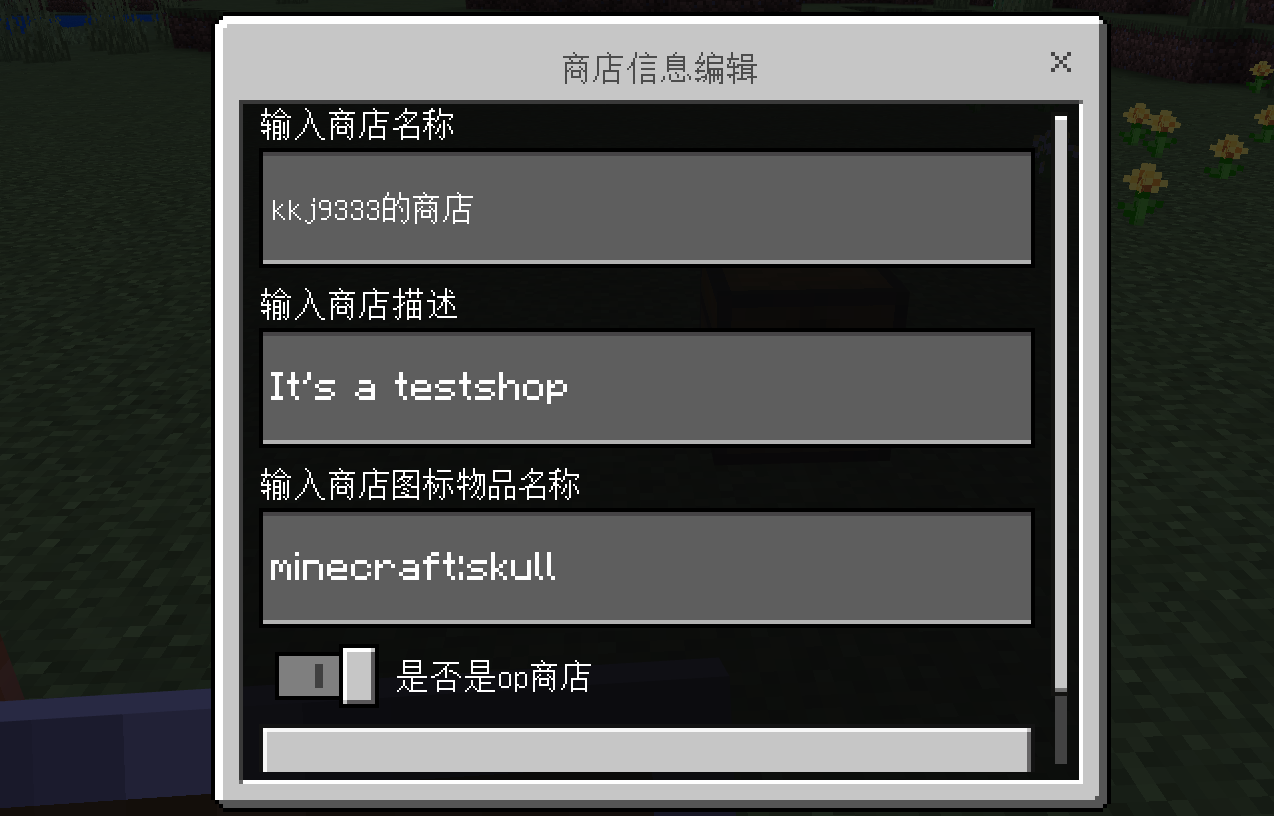 商店信息编辑
输入商店名称
kkj9333的商店
输入商店描述
It's a testshop
输入商店图标物品名称
minecraft:skull
是否是op商店